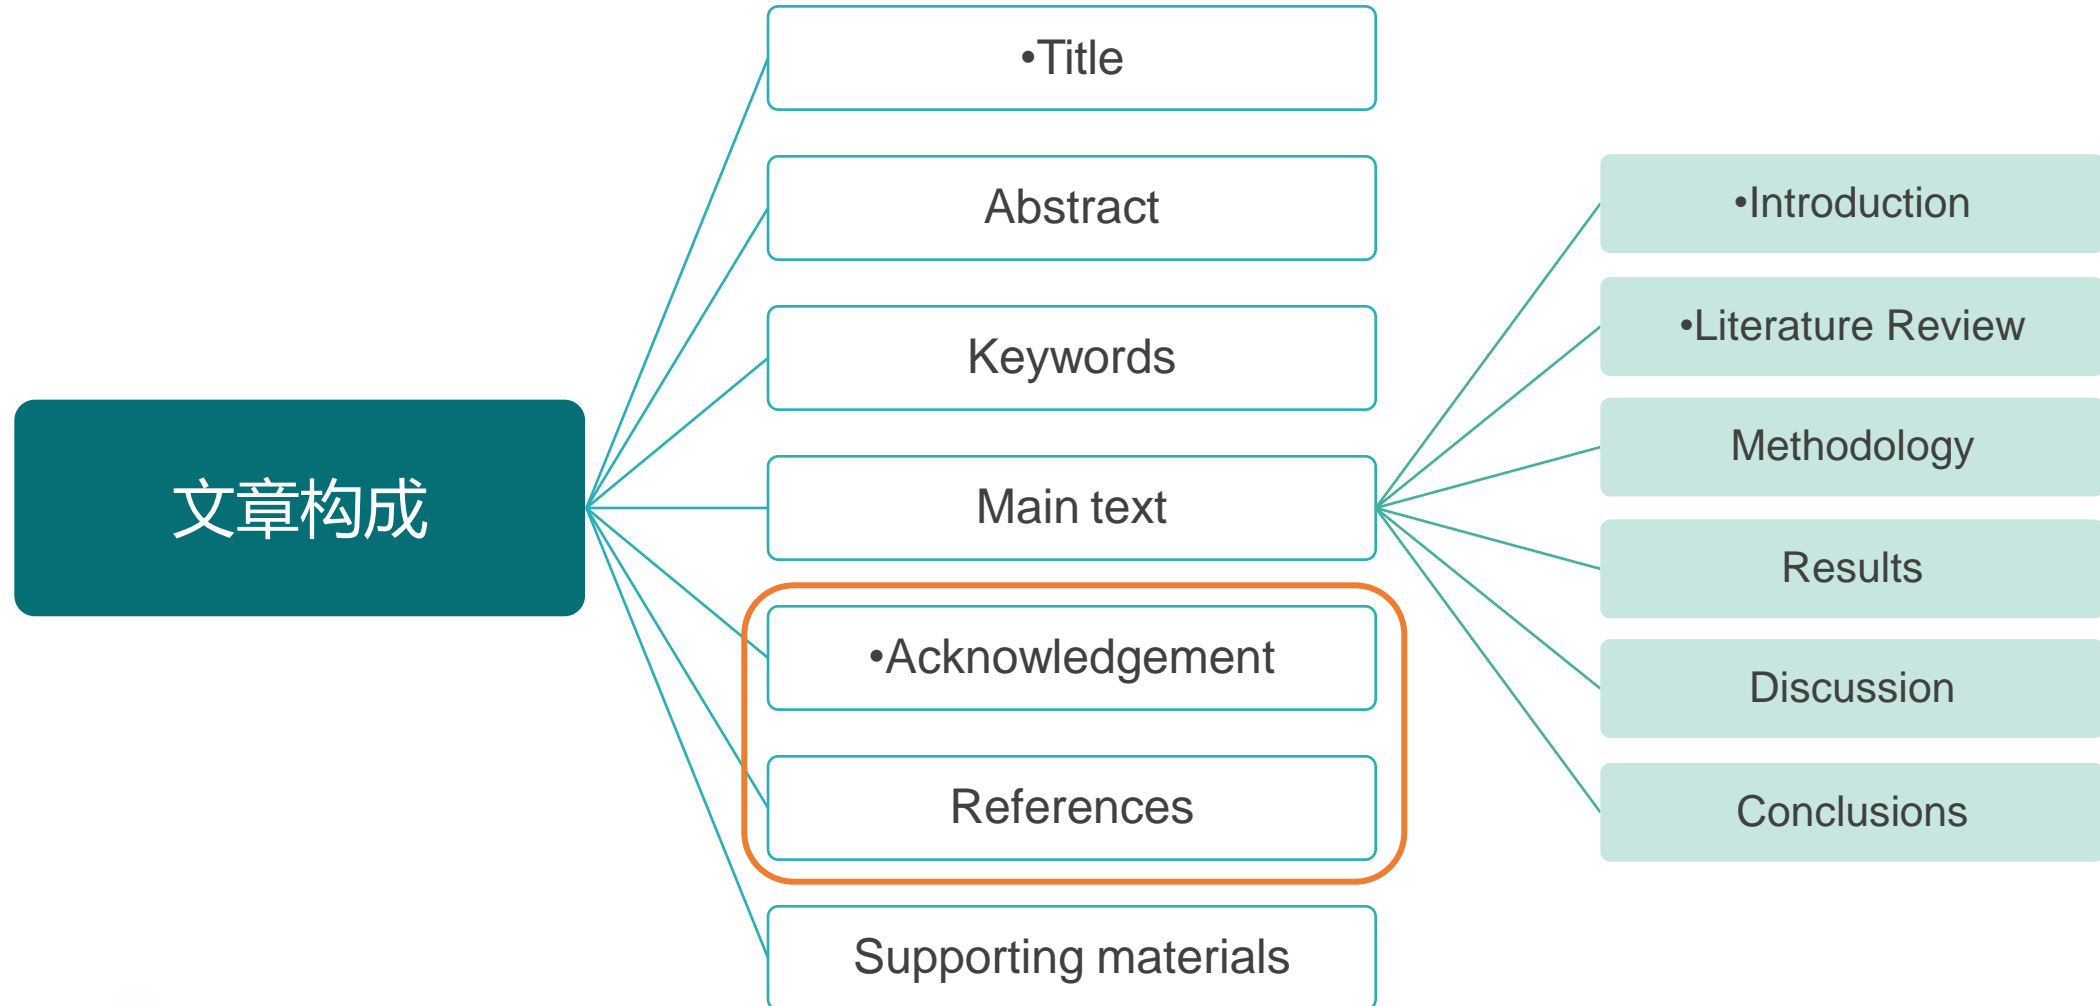 文章构成
•Title
Abstract
Keywords
Main text
•Acknowledgement
References
Supporting materials
•Introduction
•Literature Review
Methodology
Results
Discussion
Conclusions